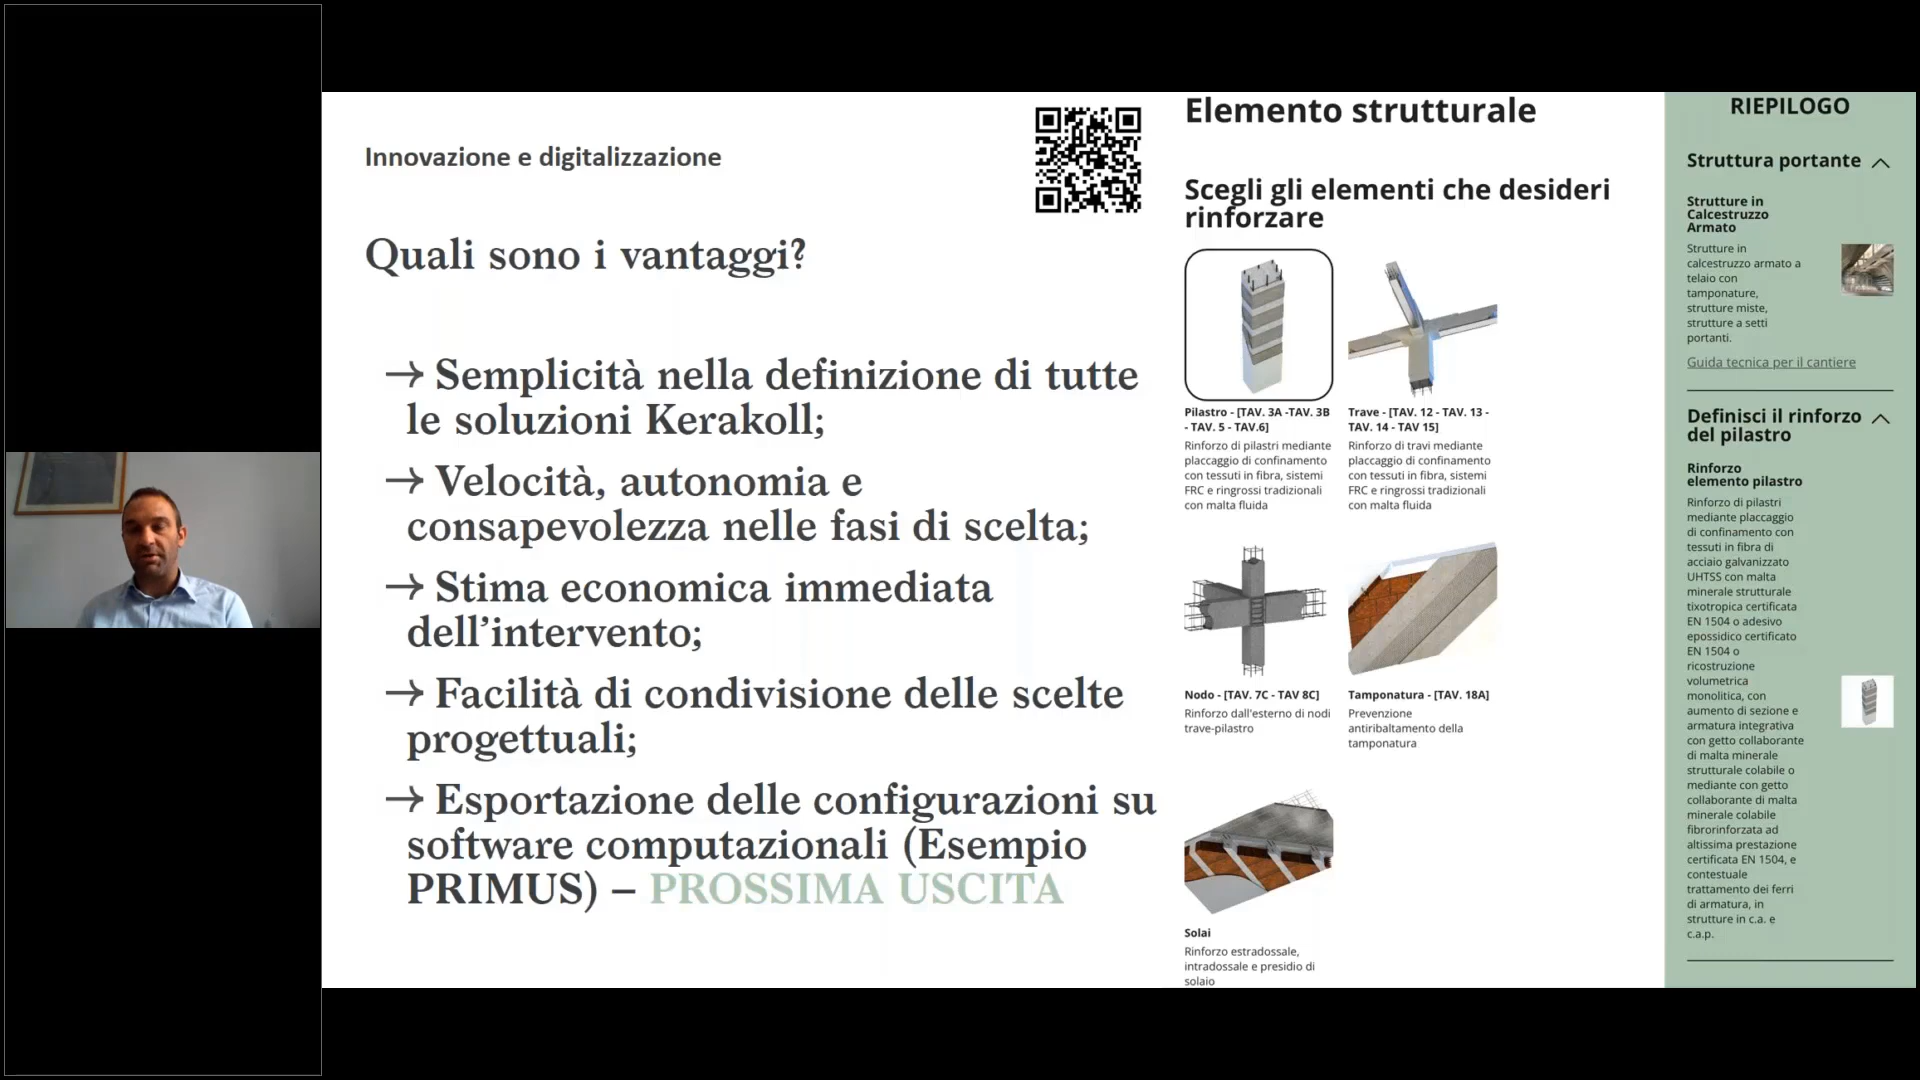 Innovazione e digitalizzazione
Quali sono i vantaggi?
→ Semplicità nella definizione di tutte
le soluzioni Kerakoll;
→ Velocità, autonomia e
consapevolezza nelle fasi di scelta;
→ Stima economica immediata
dell’intervento;
→ Facilità di condivisione delle scelte
progettuali;
→ Esportazione delle configurazioni su
software computazionali (Esempio
PRIMUS) – PROSSIMA USCITA
Elemento strutturale
Scegli gli elementi che desideri
rinforzare
Pilastro - [TAV. 3A -TAV. 3B
- TAV. 5 - TAV.6]
Rinforzo di pilastri mediante
placcaggio di confinamento
con tessuti in fibra, sistemi
FRC e ringrossi tradizionali
con malta fluida
Trave - [TAV. 12 - TAV. 13 -
TAV. 14 - TAV 15]
Rinforzo di travi mediante
placcaggio di confinamento
con tessuti in fibra, sistemi
FRC e ringrossi tradizionali
con malta fluida
Nodo - [TAV. 7C - TAV 8C]
Rinforzo dall'esterno di nodi
trave-pilastro
Tamponatura - [TAV. 18A]
Prevenzione
antiribaltamento della
tamponatura
Solai
Rinforzo estradossale,
intradossale e presidio di
solaio
RIEPILOGO
Struttura portante
Strutture in
Calcestruzzo
Armato
Strutture in
calcestruzzo armato a
telaio con
tamponature,
strutture miste,
strutture a setti
portanti.
Guida tecnica per il cantiere
Definisci il rinforzo
del pilastro
Rinforzo
elemento pilastro
Rinforzo di pilastri
mediante placcaggio
di confinamento con
tessuti in fibra di
acciaio galvanizzato
UHTSS con malta
minerale strutturale
tixotropica certificata
EN 1504 o adesivo
epossidico certificato
EN 1504 o
ricostruzione
volumetrica
monolitica, con
aumento di sezione e
armatura integrativa
con getto collaborante
di malta minerale
strutturale colabile o
mediante con getto
collaborante di malta
minerale colabile
fibrorinforzata ad
altissima prestazione
certificata EN 1504, e
contestuale
trattamento dei ferri
di armatura, in
strutture in c.a. e
c.a.p.